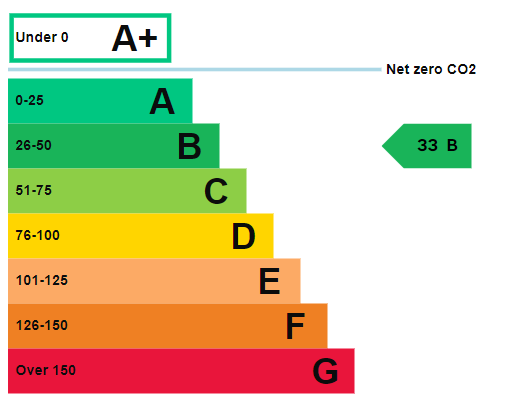 Under 0 A+
Net zero CO2
0-25 A
26-50 B 33 B
51-75 C
76-100 D
101-125 E
126-150 F
Over 150 G